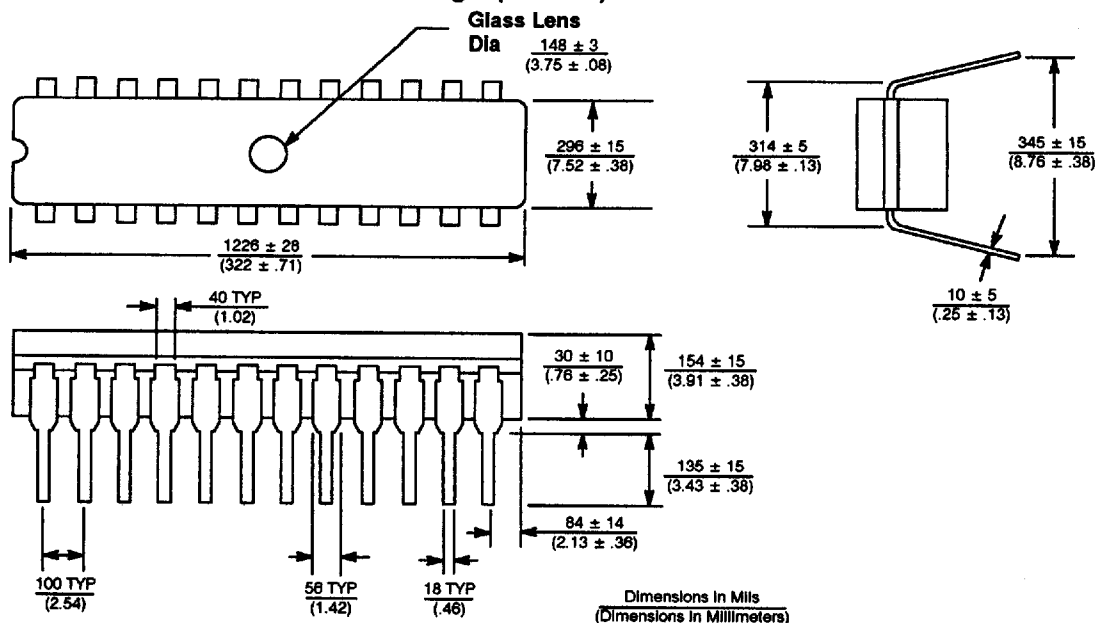 Glass Lens
Dia
148 ± 3
(3.75 ± .08)
296 ± 15
(7.52 ± .38)
314 ± 5
(7.98 ± .13)
345 ± 15
(8.76 ± .38)
1226 ± 28
(322 ± .71)
10 ± 5
(.25 ± .13)
40 TYP
(1.02)
30 ± 10
(.76 ± .25)
154 ± 15
(3.91 ± .38)
135 ± 15
(3.43 ± .38)
84 ± 14
(2.13 ± .36)
100 TYP
(2.54)
56 TYP
(1.42)
18 TYP
(.46)
Dimensions in Mils
(Dimensions in Millimeters)